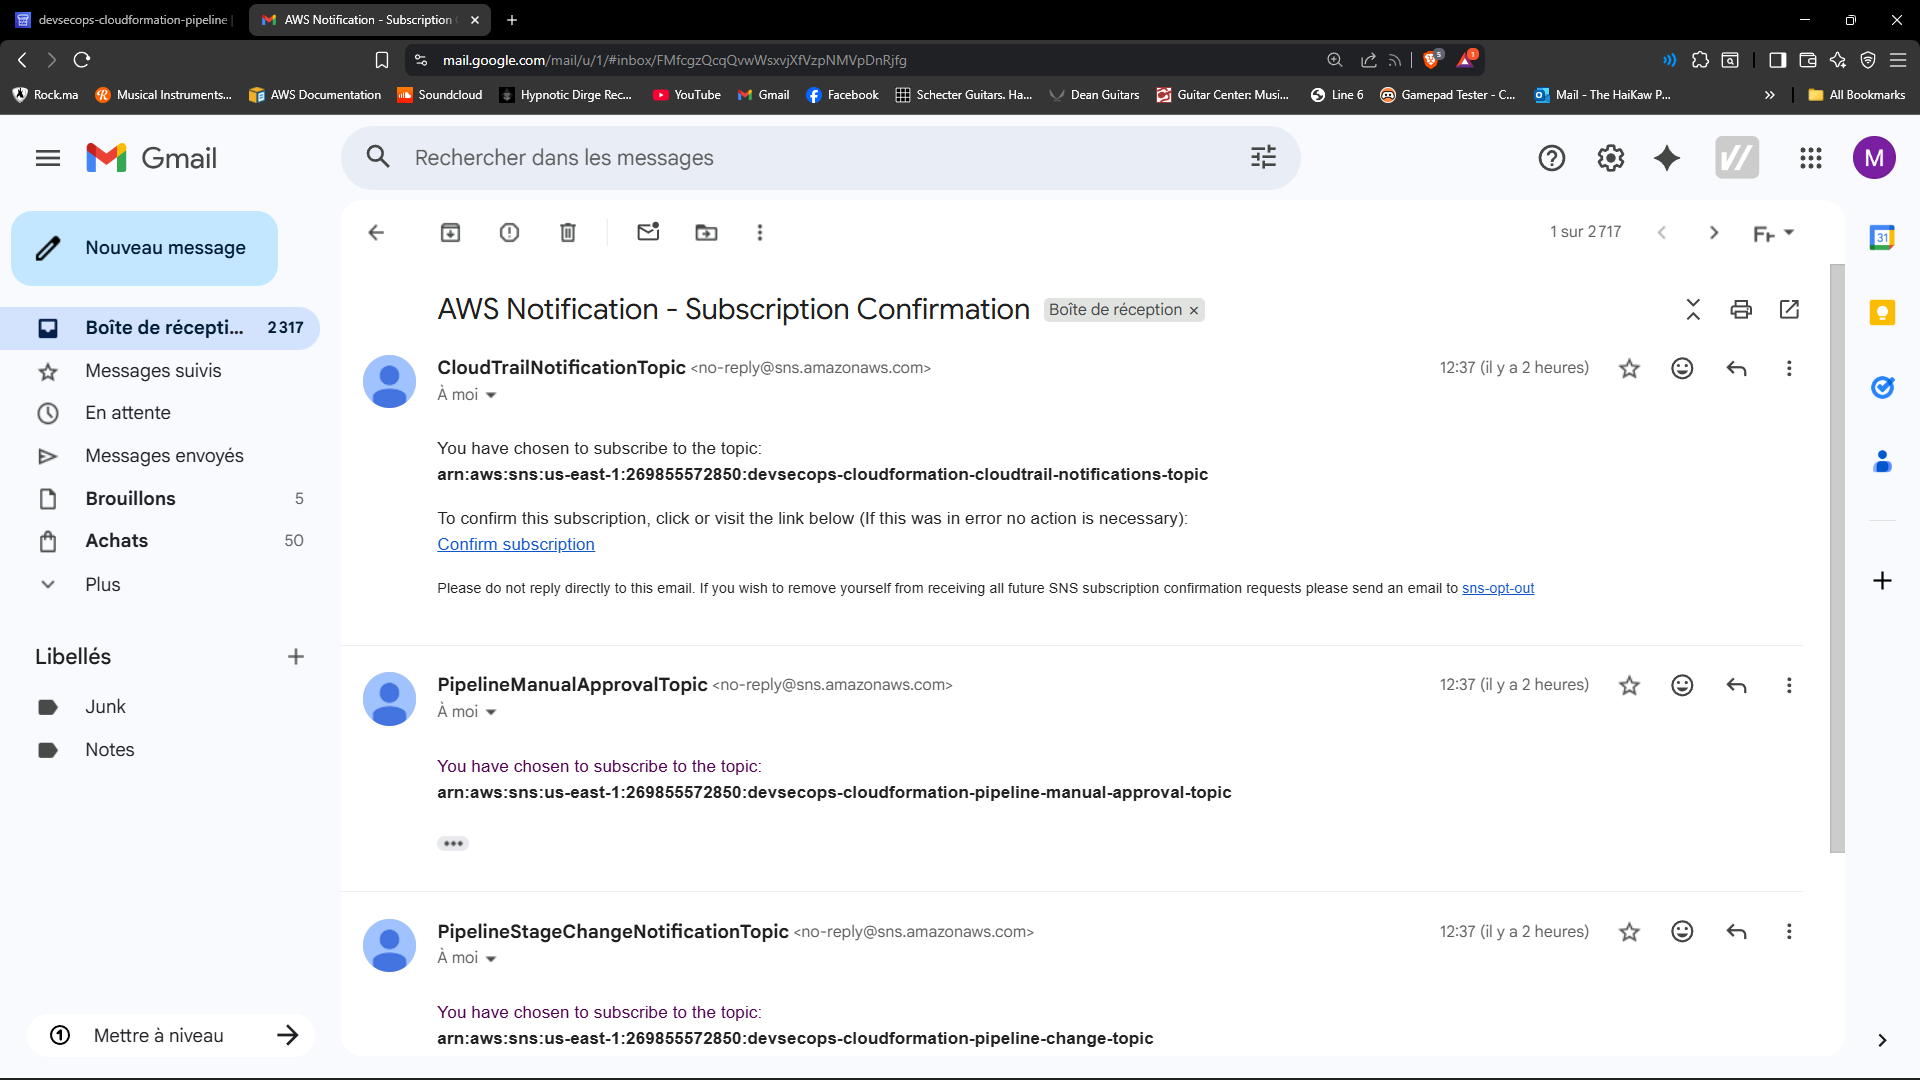 devsecops-cloudformation-pipeline
AWS Notification - Subscription C
mail.google.com/mail/u/1/#inbox/FMfcgzQcqQvwWsxvjXfVzpNMVpDnRjfg
5
1
Rock.ma
Musical Instruments...
AWS Documentation
Soundcloud
Hypnotic Dirge Rec...
YouTube
Gmail
Facebook
Schecter Guitars. Ha...
Dean Guitars
Guitar Center: Musi...
Line 6
Gamepad Tester - C...
Mail - The HaiKaw P...
All Bookmarks
Gmail
Rechercher dans les messages
M
Nouveau message
1 sur 2 717
31
Boîte de récepti... 2 317
Messages suivis
En attente
Messages envoyés
Brouillons 5
Achats 50
Plus
Libellés
Junk
Notes
Mettre à niveau
AWS Notification - Subscription Confirmation
Boîte de réception ×
CloudTrailNotificationTopic <no-reply@sns.amazonaws.com>
12:37 (il y a 2 heures)
À moi
You have chosen to subscribe to the topic:
arn:aws:sns:us-east-1:269855572850:devsecops-cloudformation-cloudtrail-notifications-topic
To confirm this subscription, click or visit the link below (If this was in error no action is necessary):
Confirm subscription
Please do not reply directly to this email. If you wish to remove yourself from receiving all future SNS subscription confirmation requests please send an email to sns-opt-out
PipelineManualApprovalTopic <no-reply@sns.amazonaws.com>
12:37 (il y a 2 heures)
À moi
You have chosen to subscribe to the topic:
arn:aws:sns:us-east-1:269855572850:devsecops-cloudformation-pipeline-manual-approval-topic
PipelineStageChangeNotificationTopic <no-reply@sns.amazonaws.com>
12:37 (il y a 2 heures)
À moi
You have chosen to subscribe to the topic:
arn:aws:sns:us-east-1:269855572850:devsecops-cloudformation-pipeline-change-topic